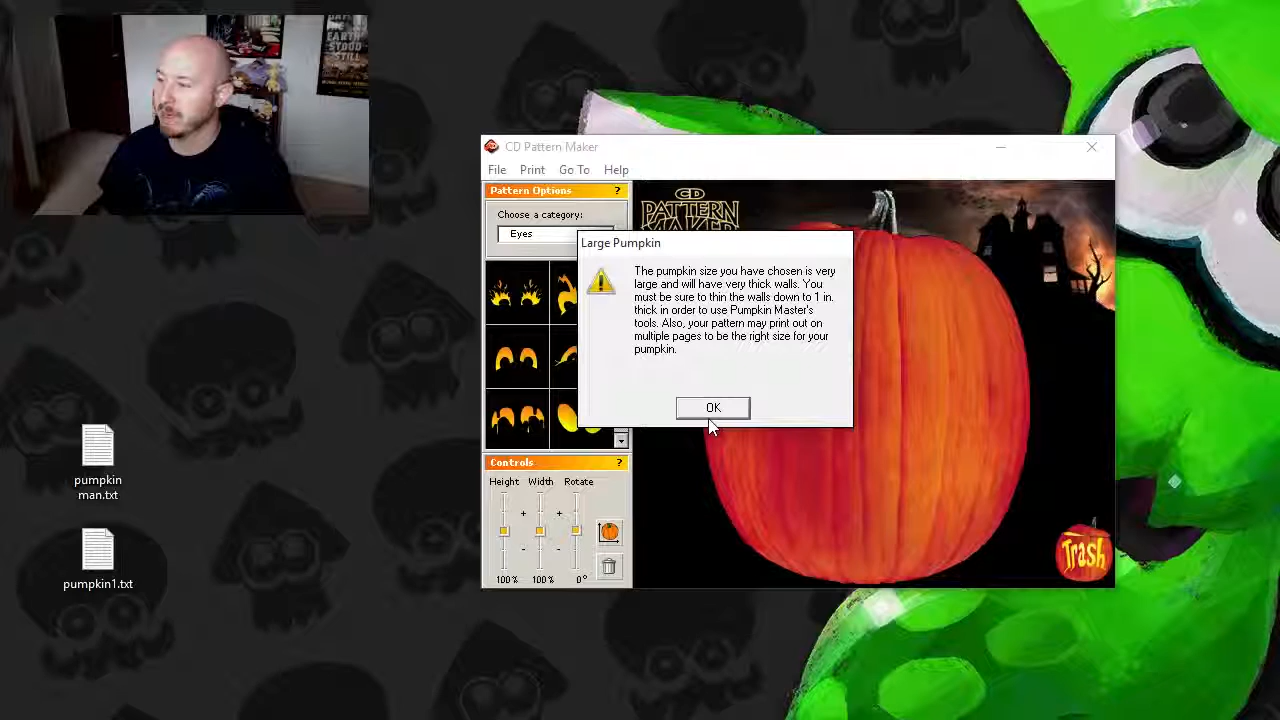 EARTH
STOOD
STILL
CD Pattern Maker
File Print Go To Help
Pattern Options ?
Choose a category:
Eyes
CD
PATTERN
MAKER
Large Pumpkin
The pumpkin size you have chosen is very
large and will have very thick walls. You
must be sure to thin the walls down to 1 in.
thick in order to use Pumpkin Master's
tools. Also, your pattern may print out on
multiple pages to be the right size for your
pumpkin.
OK
Controls ?
Height Width Rotate
+ +
- -
100% 100% 0°
Trash
pumpkin
man.txt
pumpkin1.txt